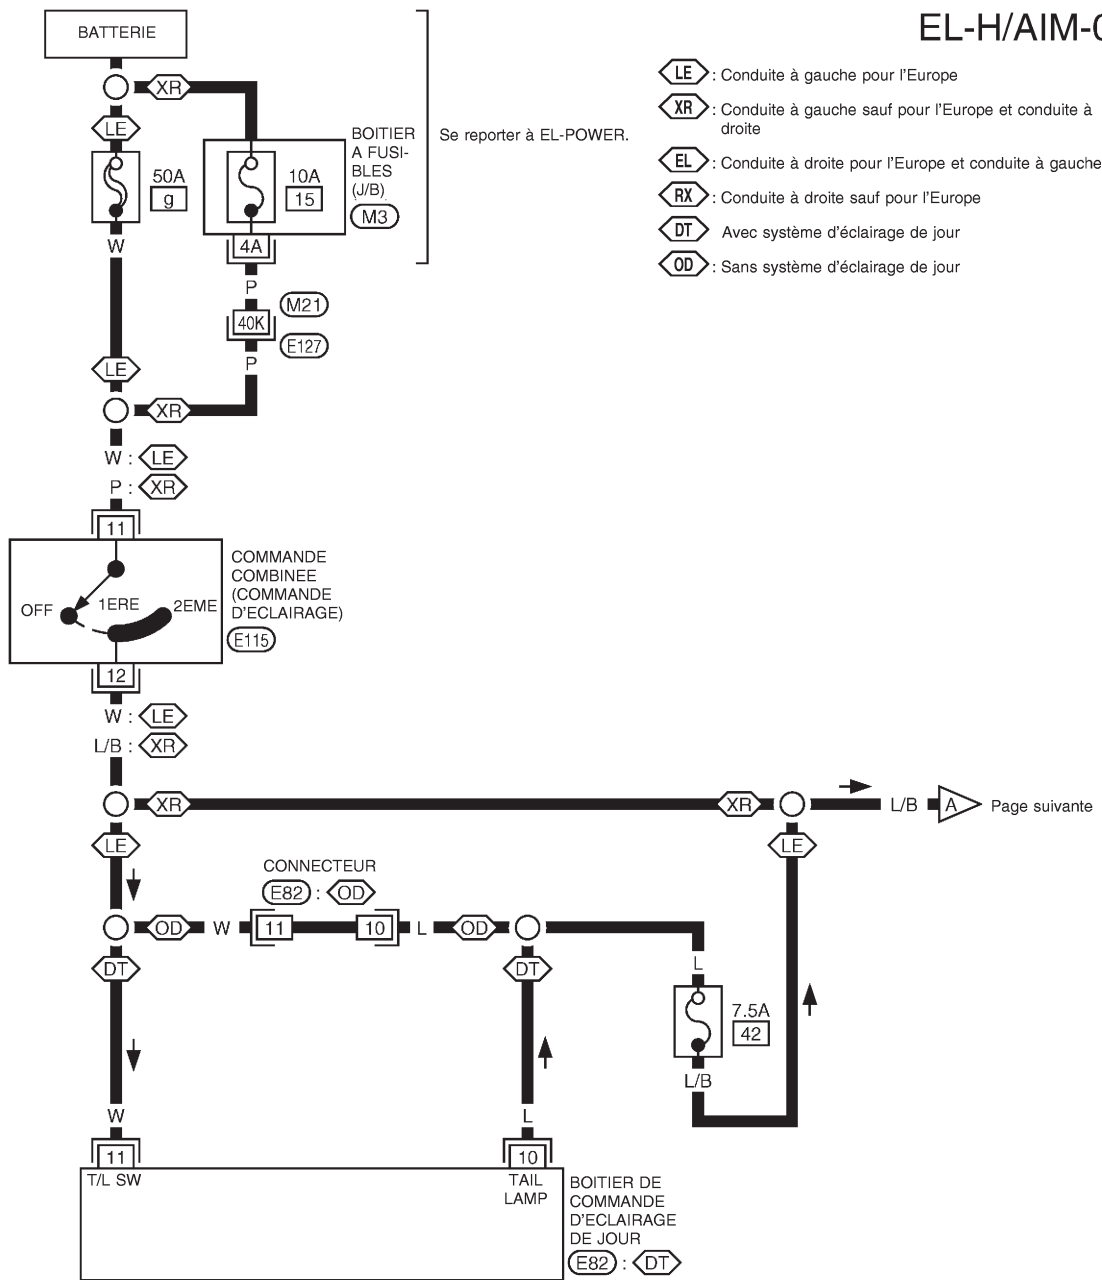 EL-H/AIM-0
BATTERIE
LE : Conduite à gauche pour l'Europe
XR : Conduite à gauche sauf pour l'Europe et conduite à
droite
EL : Conduite à droite pour l'Europe et conduite à gauche
RX : Conduite à droite sauf pour l'Europe
DT Avec système d'éclairage de jour
OD : Sans système d'éclairage de jour
XR
LE
50A
g
10A
15
BOITIER
A FUSI-
BLES
(J/B)
M3
Se reporter à EL-POWER.
W
4A
P
M21
40K
E127
P
LE
XR
W : LE
P : XR
11
COMMANDE
COMBINEE
(COMMANDE
D'ECLAIRAGE)
E115
OFF
1ERE
2EME
12
W : LE
L/B : XR
XR
XR
L/B
A
Page suivante
LE
LE
CONNECTEUR
E82 : OD
OD
W
11
10
L
OD
DT
DT
L
7.5A
42
L/B
W
L
11
10
T/L SW
TAIL
LAMP
BOITIER DE
COMMANDE
D'ECLAIRAGE
DE JOUR
E82 : DT